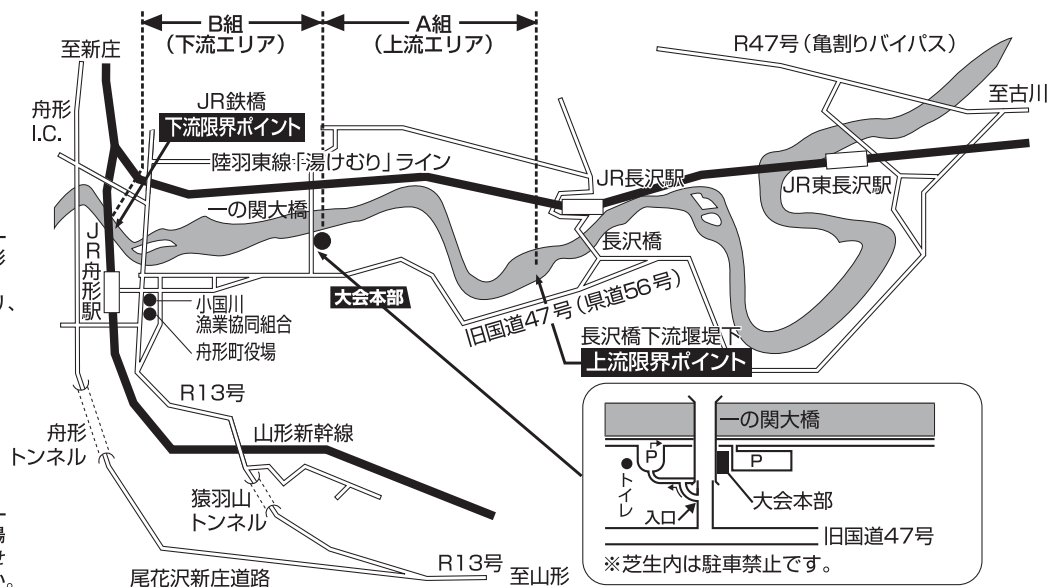 B組
（下流エリア）
A組
（上流エリア）
至新庄
R47号（亀割りバイパス）
舟形
I.C.
JR鉄橋
下流限界ポイント
至古川
陸羽東線「湯けむり」ライン
JR長沢駅
JR東長沢駅
一の関大橋
JR舟形駅
長沢橋
大会本部
小国川
漁業協同組合
舟形町役場
旧国道47号（県道56号）
長沢橋下流堰堤下
上流限界ポイント
R13号
山形新幹線
舟形
トンネル
猿羽山
トンネル
R13号
至山形
尾花沢新庄道路
一の関大橋
P
P
トイレ
大会本部
入口
旧国道47号
※芝生内は駐車禁止です。
形
り、
場
せ
い。